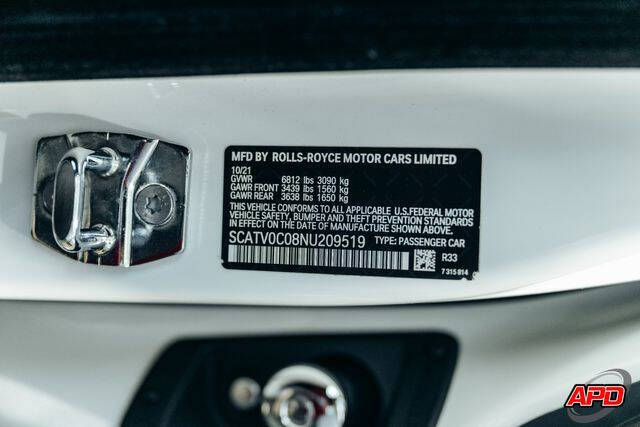 MFD BY ROLLS-ROYCE MOTOR CARS LIMITED
10/21
GVWR 6812 lbs 3090 kg
GAWR FRONT 3439 lbs 1560 kg
GAWR REAR 3638 lbs 1650 kg
THIS VEHICLE CONFORMS TO ALL APPLICABLE U.S.FEDERAL MOTOR
VEHICLE SAFETY, BUMPER AND THEFT PREVENTION STANDARDS
IN EFFECT ON THE DATE OF MANUFACTURE SHOWN ABOVE.
SCATV0C08NU209519 TYPE: PASSENGER CAR
R33
7 315 814
APD